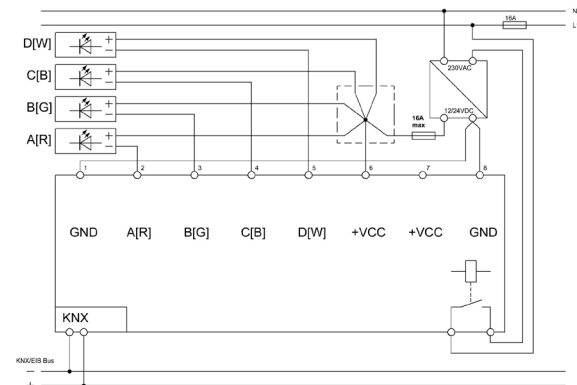 N
16A
L
D[W]
+
−
230VAC
C[B]
+
−
B[G]
+
−
12/24VDC
16A
max
A[R]
+
−
1 2 3 4 5 6 7 8
GND A[R] B[G] C[B] D[W] +VCC +VCC GND
KNX
KNX/EIB Bus
−
+